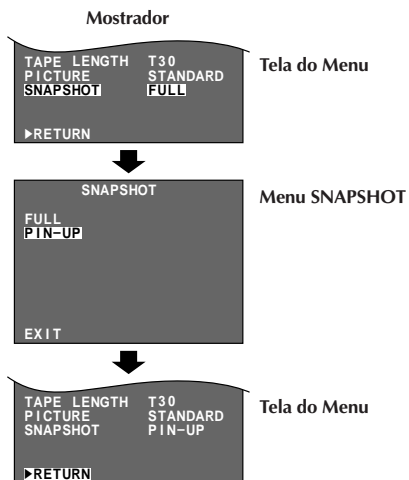 Mostrador
TAPE LENGTH T30
PICTURE STANDARD
SNAPSHOT FULL
▶RETURN
Tela do Menu
SNAPSHOT
FULL
PIN–UP
EXIT
Menu SNAPSHOT
TAPE LENGTH T30
PICTURE STANDARD
SNAPSHOT PIN–UP
▶RETURN
Tela do Menu